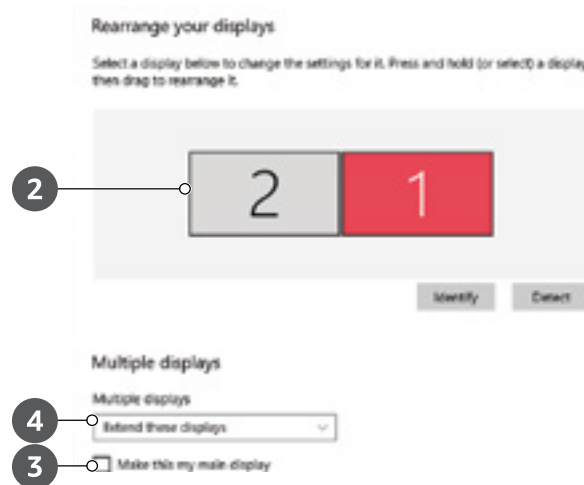 Rearrange your displays
Select a display below to change the settings for it. Press and hold (or select) a display
then drag to rearrange it.
2
2 1
Identify Detect
Multiple displays
Multiple displays
4
Extend these displays
3
Make this my main display